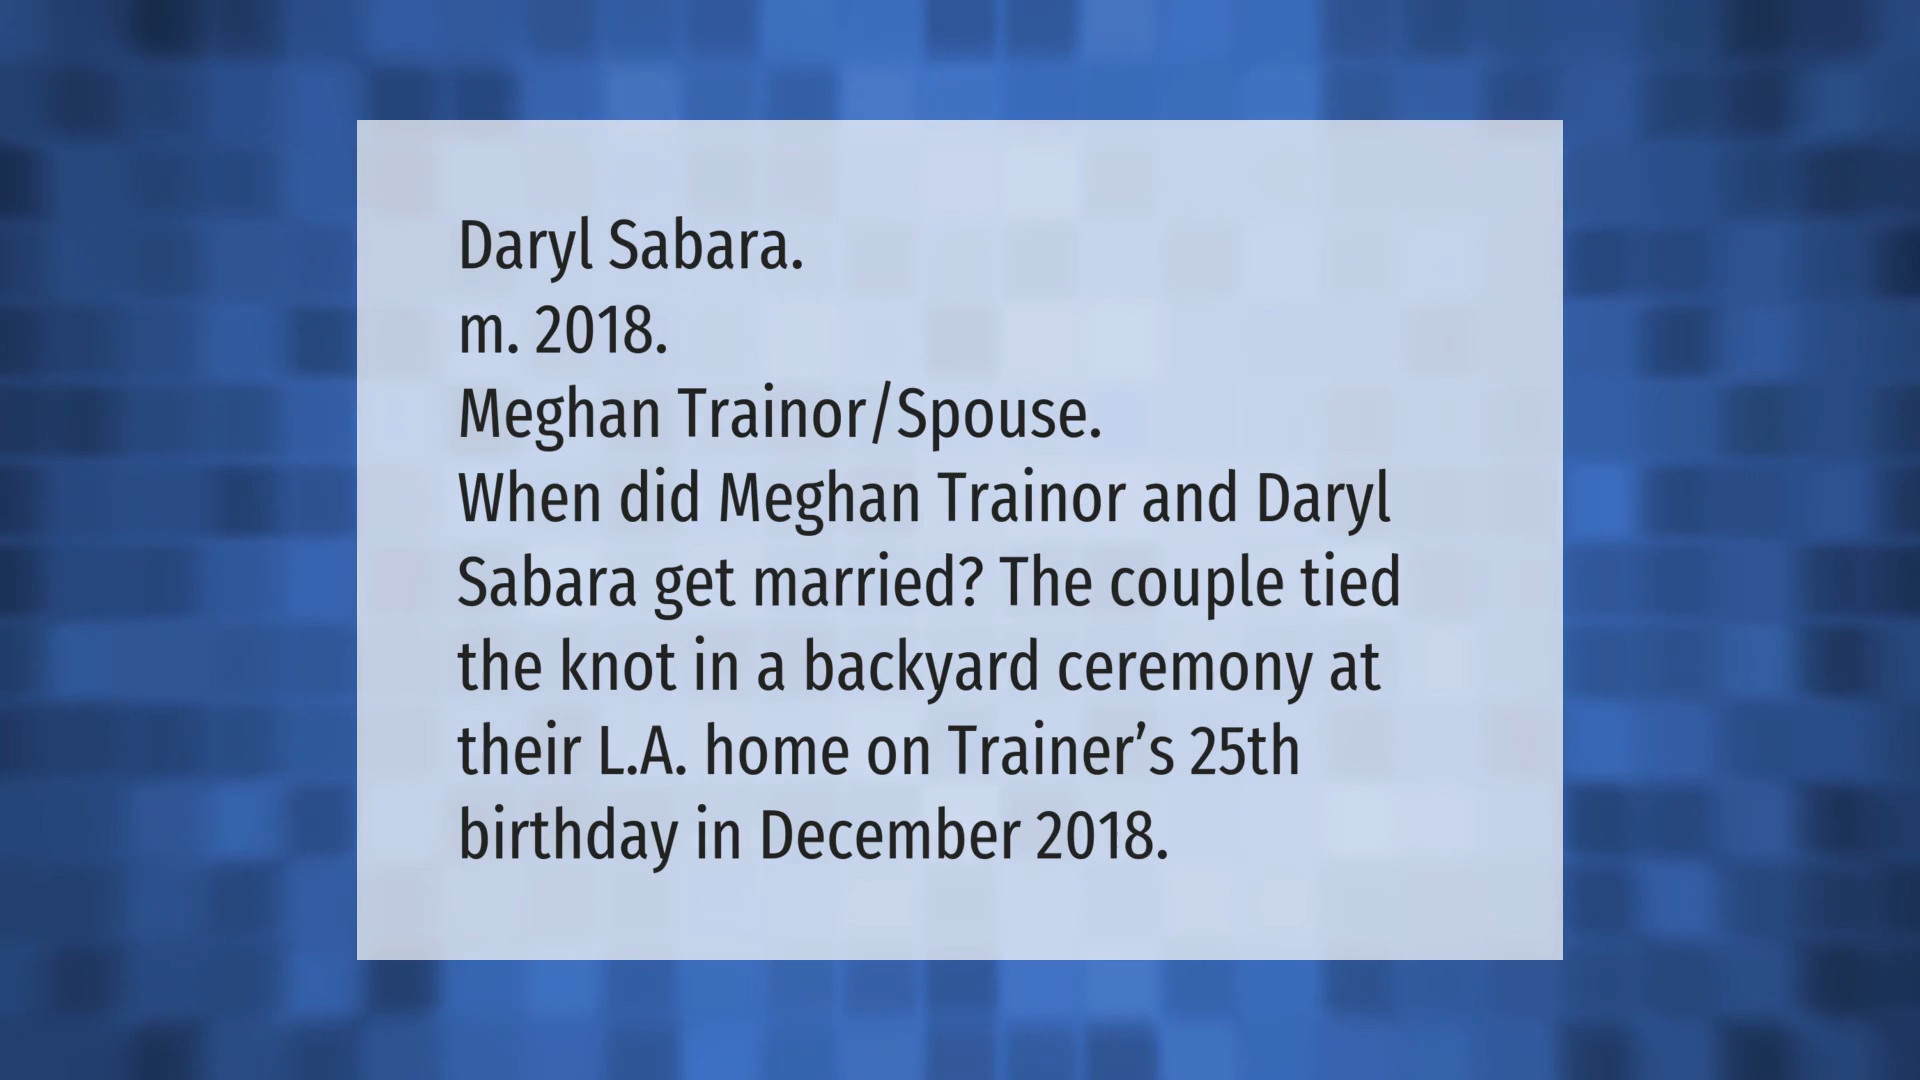 Daryl Sabara.
m. 2018.
Meghan Trainor/Spouse.
When did Meghan Trainor and Daryl
Sabara get married? The couple tied
the knot in a backyard ceremony at
their L.A. home on Trainer’s 25th
birthday in December 2018.